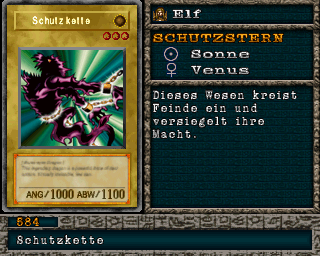 Schutzkette
ANG/1000 ABW/1100
Elf
SCHUTZSTERN
Sonne
Venus
Dieses Wesen kreist
Feinde ein und
versiegelt ihre
Macht.
584
Schutzkette